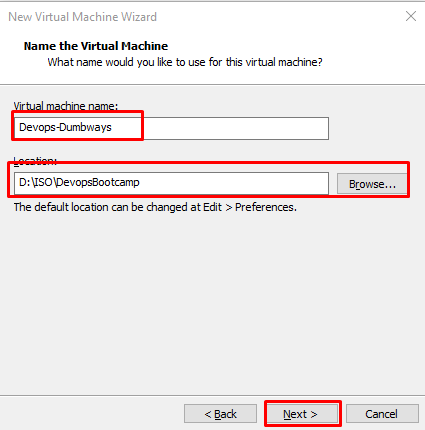 New Virtual Machine Wizard
Name the Virtual Machine
What name would you like to use for this virtual machine?
Virtual machine name:
Devops-Dumbways
Location:
D:\ISO\DevopsBootcamp
Browse...
The default location can be changed at Edit > Preferences.
< Back
Next >
Cancel